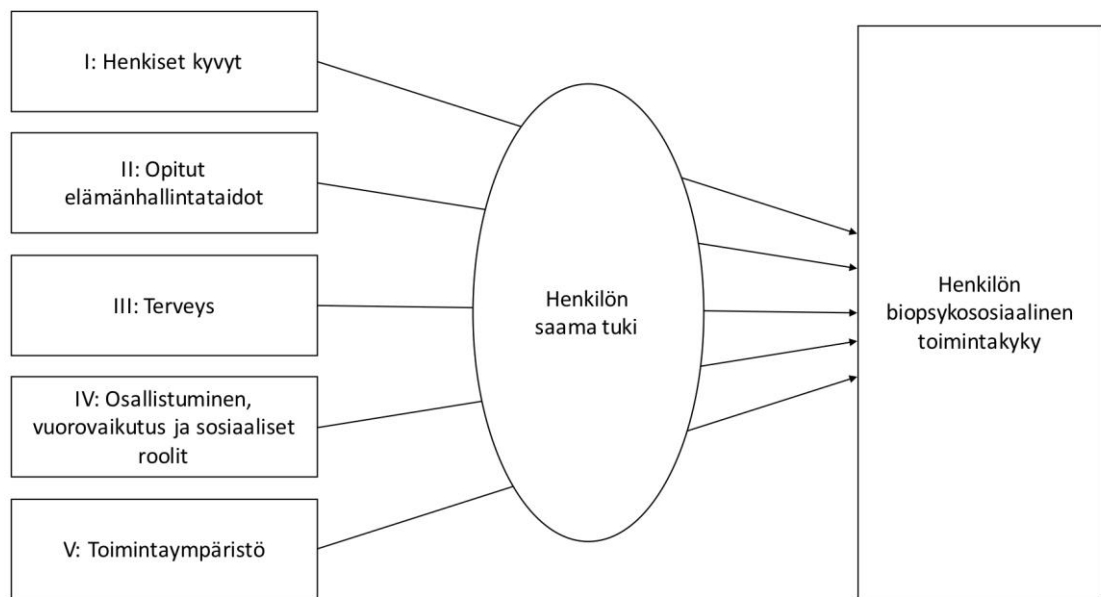 I: Henkiset kyvyt
II: Opitut
elämänhallintataidot
III: Terveys
IV: Osallistuminen,
vuorovaikutus ja sosiaaliset
roolit
V: Toimintaympäristö
Henkilön
saama tuki
Henkilön
biopsykososiaalinen
toimintakyky